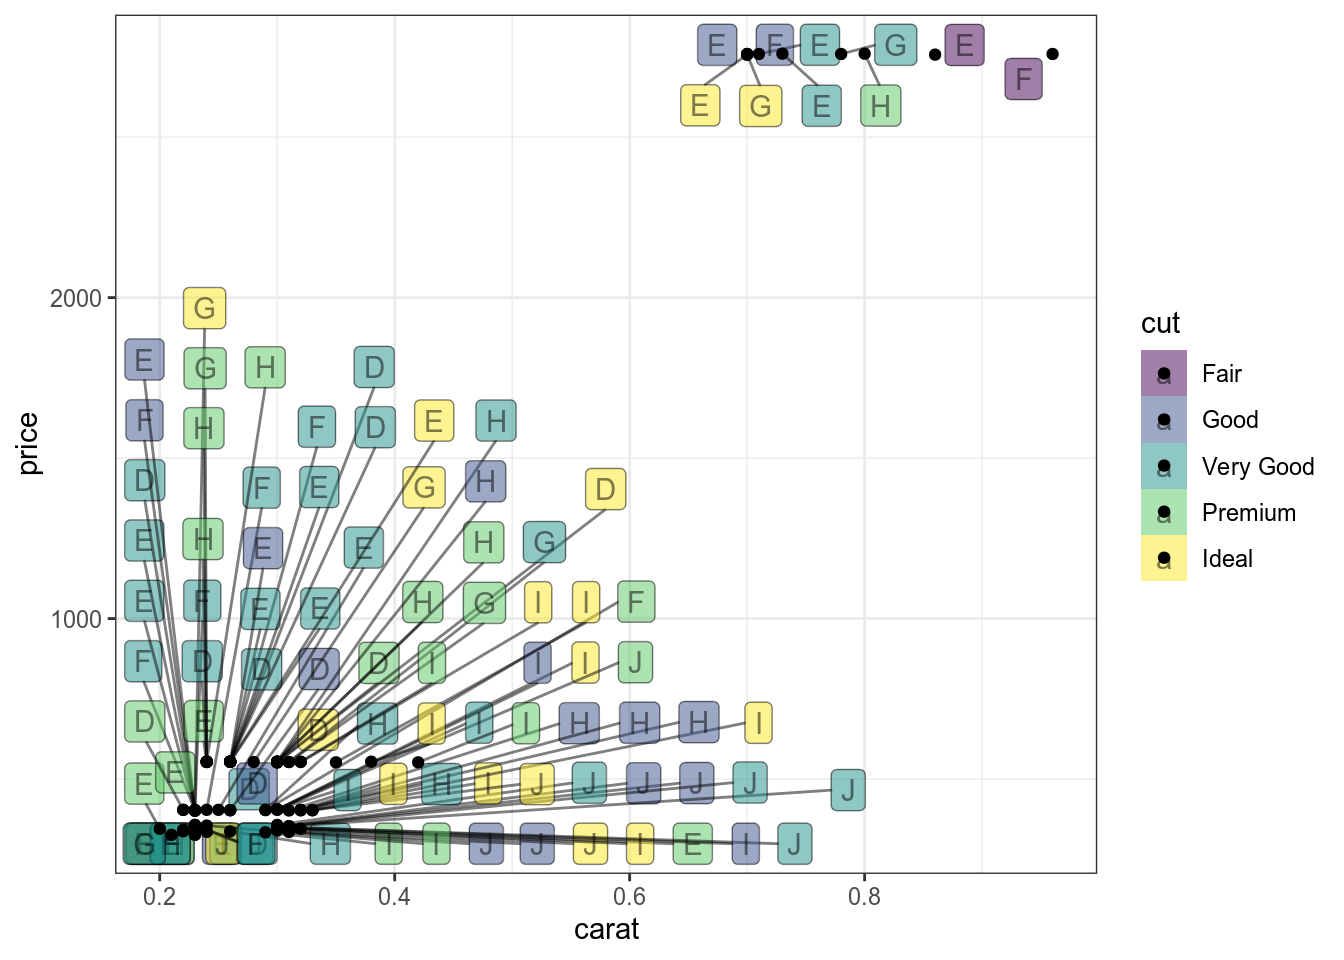 E F E G E
F
E G E H
2000
G
E G H D
F H F D E H
D F E G H D
E H E E H G
E F E E H G I I F
F D D D D I I I J
D E D H I I I H H H I
E E D D I I H I J J J J J J
G H J H I I J J J I E I J
1000
0.2 0.4 0.6 0.8
carat
price
cut
a Fair
a Good
a Very Good
a Premium
a Ideal